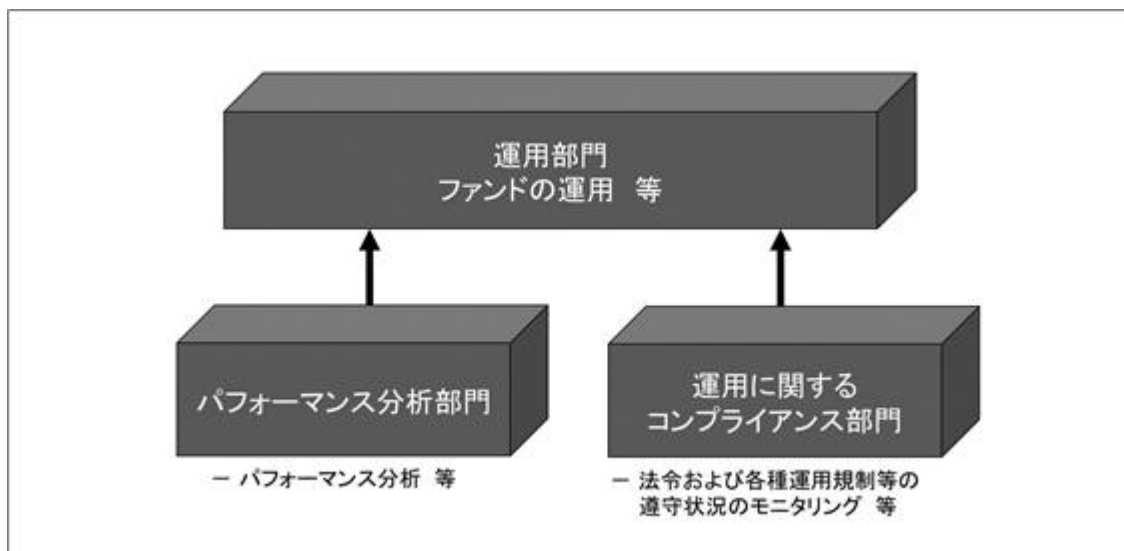 運用部門
ファンドの運用 等
パフォーマンス分析部門
運用に関する
コンプライアンス部門
－ パフォーマンス分析 等
－ 法令および各種運用規制等の
遵守状況のモニタリング 等